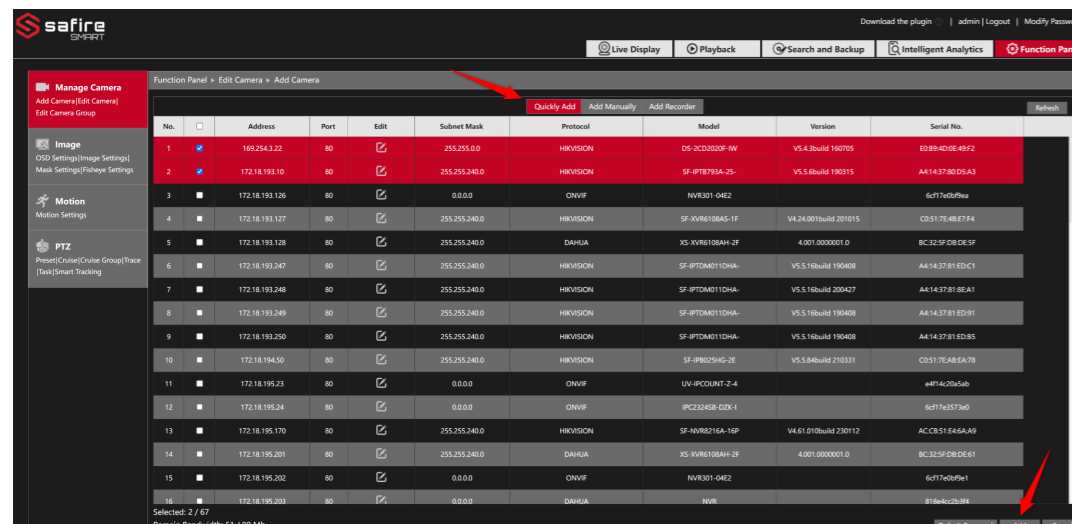 safire
SMART
Download the plugin | admin | Logout | Modify Passw
Live Display Playback Search and Backup Intelligent Analytics Function Pan
Manage Camera
Add Camera|Edit Camera|
Edit Camera Group
Image
OSD Settings|Image Settings|
Mask Settings|Fisheye Settings
Motion
Motion Settings
PTZ
Preset|Cruise|Cruise Group|Trace
|Task|Smart Tracking
Function Panel ▸ Edit Camera ▸ Add Camera
Quickly Add Add Manually Add Recorder Refresh
No. Address Port Edit Subnet Mask Protocol Model Version Serial No.
1 169.254.3.22 80 255.255.0.0 HIKVISION DS-2CD2020F-IW V5.4.3build 160705 E0:B9:4D:0E:49:F2
2 172.18.193.10 80 255.255.240.0 HIKVISION SF-IPTB793A-2S- V5.5.6build 190315 A4:14:37:80:D5:A3
3 172.18.193.126 80 0.0.0.0 ONVIF NVR301-04E2 6cf17e0bf9ea
4 172.18.193.127 80 255.255.240.0 HIKVISION SF-XVR6108AS-1F V4.24.001build 201015 C0:51:7E:4B:E7:F4
5 172.18.193.128 80 255.255.240.0 DAHUA XS-XVR6108AH-2F 4.001.0000001.0 BC:32:5F:DB:DE:5F
6 172.18.193.247 80 255.255.240.0 HIKVISION SF-IPTDM011DHA- V5.5.16build 190408 A4:14:37:81:ED:C1
7 172.18.193.248 80 255.255.240.0 HIKVISION SF-IPTDM011DHA- V5.5.16build 200427 A4:14:37:81:8E:A1
8 172.18.193.249 80 255.255.240.0 HIKVISION SF-IPTDM011DHA- V5.5.16build 190408 A4:14:37:81:ED:91
9 172.18.193.250 80 255.255.240.0 HIKVISION SF-IPTDM011DHA- V5.5.16build 190408 A4:14:37:81:ED:B5
10 172.18.194.50 80 255.255.240.0 HIKVISION SF-IPB025HG-2E V5.5.84build 210331 C0:51:7E:AB:EA:78
11 172.18.195.23 80 0.0.0.0 ONVIF UV-IPCOUNT-Z-4 e4f14c20a5ab
12 172.18.195.24 80 0.0.0.0 ONVIF IPC2324SB-DZK-I 6cf17e3573e0
13 172.18.195.170 80 255.255.240.0 HIKVISION SF-NVR8216A-16P V4.61.010build 230112 AC:CB:51:E4:6A:A9
14 172.18.195.201 80 255.255.240.0 DAHUA XS-XVR6108AH-2F 4.001.0000001.0 BC:32:5F:DB:DE:61
15 172.18.195.202 80 0.0.0.0 ONVIF NVR301-04E2 6cf17e0bf9e1
16 172.18.195.203 80 0.0.0.0 DAHUA NVR 818e4cc2b3f4
Selected: 2 / 67